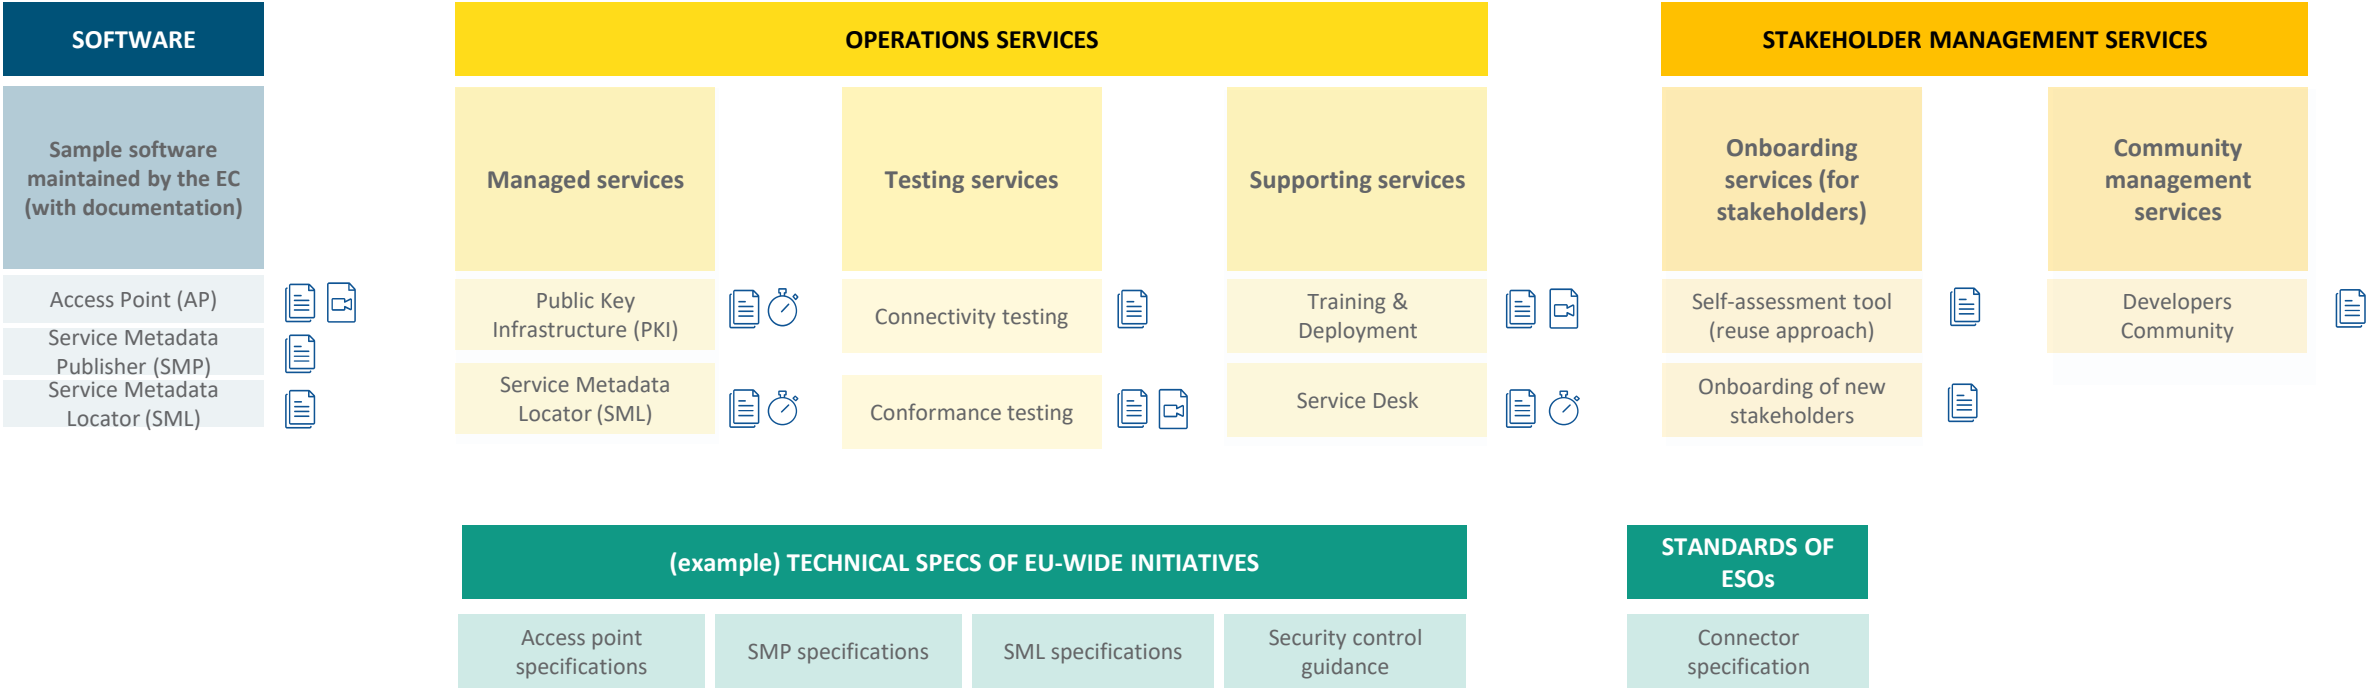 SOFTWARE
OPERATIONS SERVICES
STAKEHOLDER MANAGEMENT SERVICES
Sample software
maintained by the EC
(with documentation)
Managed services
Testing services
Supporting services
Onboarding
services (for
stakeholders)
Community
management
services
Access Point (AP)
Service Metadata
Publisher (SMP)
Service Metadata
Locator (SML)
Public Key
Infrastructure (PKI)
Service Metadata
Locator (SML)
Connectivity testing
Conformance testing
Training &
Deployment
Service Desk
Self-assessment tool
(reuse approach)
Onboarding of new
stakeholders
Developers
Community
(example) TECHNICAL SPECS OF EU-WIDE INITIATIVES
STANDARDS OF
ESOs
Access point
specifications
SMP specifications
SML specifications
Security control
guidance
Connector
specification